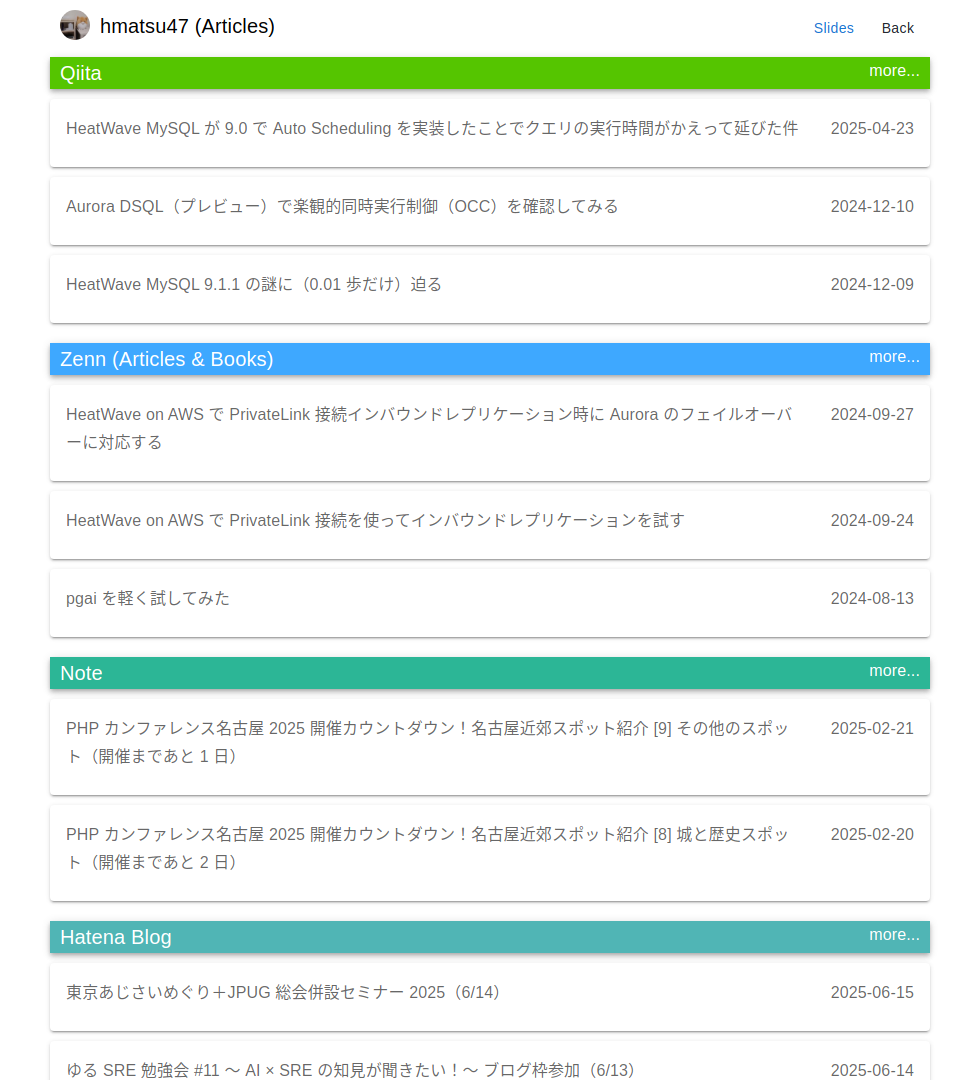 hmatsu47 (Articles)
Slides
Back
Qiita
more...
HeatWave MySQL が 9.0 で Auto Scheduling を実装したことでクエリの実行時間がかえって延びた件
2025-04-23
Aurora DSQL（プレビュー）で楽観的同時実行制御（OCC）を確認してみる
2024-12-10
HeatWave MySQL 9.1.1 の謎に（0.01 歩だけ）迫る
2024-12-09
Zenn (Articles & Books)
more...
HeatWave on AWS で PrivateLink 接続インバウンドレプリケーション時に Aurora のフェイルオーバ
ーに対応する
2024-09-27
HeatWave on AWS で PrivateLink 接続を使ってインバウンドレプリケーションを試す
2024-09-24
pgai を軽く試してみた
2024-08-13
Note
more...
PHP カンファレンス名古屋 2025 開催カウントダウン！名古屋近郊スポット紹介 [9] その他のスポッ
ト（開催まであと 1 日）
2025-02-21
PHP カンファレンス名古屋 2025 開催カウントダウン！名古屋近郊スポット紹介 [8] 城と歴史スポッ
ト（開催まであと 2 日）
2025-02-20
Hatena Blog
more...
東京あじさいめぐり＋JPUG 総会併設セミナー 2025（6/14）
2025-06-15
ゆる SRE 勉強会 #11 〜 AI × SRE の知見が聞きたい！〜 ブログ枠参加（6/13）
2025-06-14